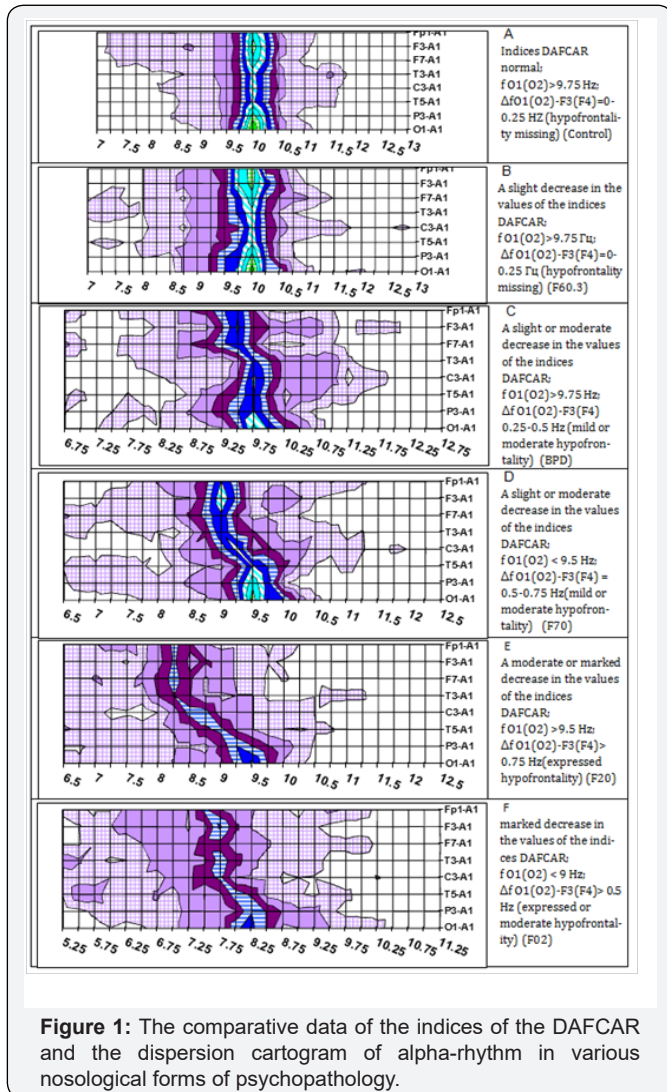 Fp1-A1
F3-A1
F7-A1
T3-A1
C3-A1
T5-A1
P3-A1
O1-A1
7 7.5 8 8.5 9 9.5 10 10.5 11 11.5 12 12.5 13
A
Indices DAFCAR
normal;
f O1(O2)>9.75 Hz;
ΔfO1(O2)-F3(F4)=0-
0.25 HZ (hypofrontali-
ty missing) (Control)
Fp1-A1
F3-A1
F7-A1
T3-A1
C3-A1
T5-A1
P3-A1
O1-A1
7 7.5 8 8.5 9 9.5 10 10.5 11 11.5 12 12.5 13
B
A slight decrease in the
values of the indices
DAFCAR;
f O1(O2)>9.75 Гц;
Δf O1(O2)-F3(F4)=0-
0.25 Гц (hypofrontality
missing) (F60.3)
Fp1-A1
F3-A1
F7-A1
T3-A1
C3-A1
T5-A1
P3-A1
O1-A1
6.75 7.25 7.75 8.25 8.75 9.25 9.75 10.25 10.75 11.25 11.75 12.25 12.75
C
A slight or moderate
decrease in the values
of the indices
DAFCAR;
f O1(O2)>9.75 Hz;
Δf O1(O2)-F3(F4)
0.25-0.5 Hz (mild or
moderate hypofron-
tality) (BPD)
Fp1-A1
F3-A1
F7-A1
T3-A1
C3-A1
T5-A1
P3-A1
O1-A1
6.5 7 7.5 8 8.5 9 9.5 10 10.5 11 11.5 12 12.5
D
A slight or moderate
decrease in the values
of the indices
DAFCAR;
f O1(O2) < 9.5 Hz;
Δf O1(O2)-F3(F4) =
0.5-0.75 Hz(mild or
moderate hypofron-
tality) (F70)
Fp1-A1
F3-A1
F7-A1
T3-A1
C3-A1
T5-A1
P3-A1
O1-A1
6.5 7 7.5 8 8.5 9 9.5 10 10.5 11 11.5 12 12.5
E
A moderate or marked
decrease in the values
of the indices
DAFCAR;
f O1(O2) >9.5 Hz;
Δf O1(O2)-F3(F4)>
0.75 Hz(expressed
hypofrontality) (F20)
Fp1-A1
F3-A1
F7-A1
T3-A1
C3-A1
T5-A1
P3-A1
O1-A1
5.25 5.75 6.25 6.75 7.25 7.75 8.25 8.75 9.25 9.75 10.25 10.75 11.25
F
marked decrease in
the values of the indi-
ces DAFCAR;
f O1(O2) < 9 Hz;
Δf O1(O2)-F3(F4)> 0.5
Hz (expressed or
moderate hypofrontal-
ity) (F02)
Figure 1: The comparative data of the indices of the DAFCAR
and the dispersion cartogram of alpha-rhythm in various
nosological forms of psychopathology.